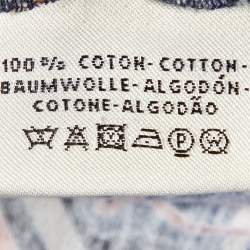 100 % COTON-COTTON-
BAUMWOLLE-ALGODÓN-
COTONE-ALGODÃO
P W